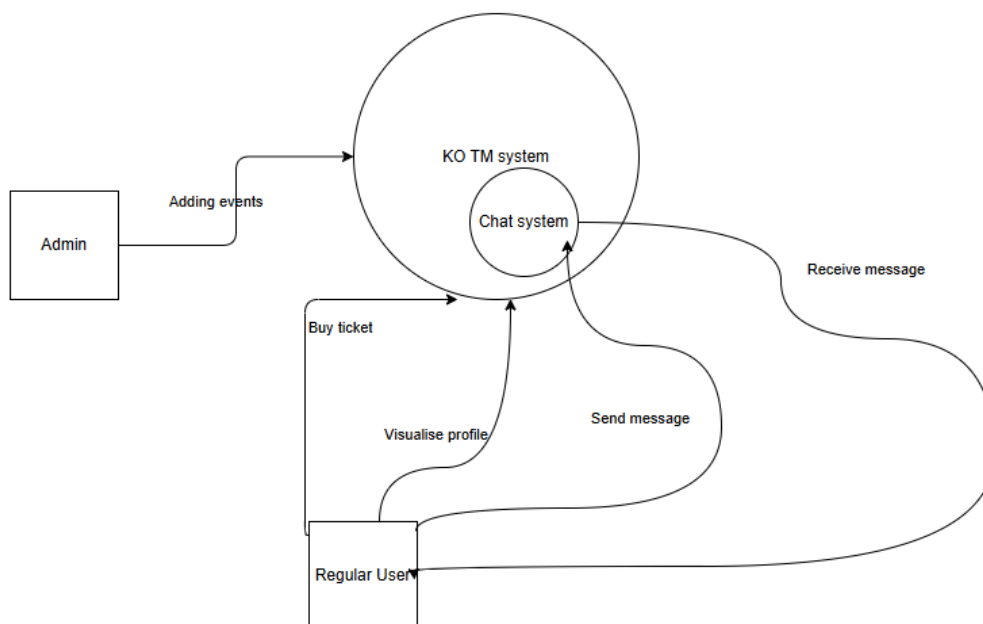 KO TM system
Adding events
Chat system
Admin
Receive message
Buy ticket
Send message
Visualise profile
Regular User